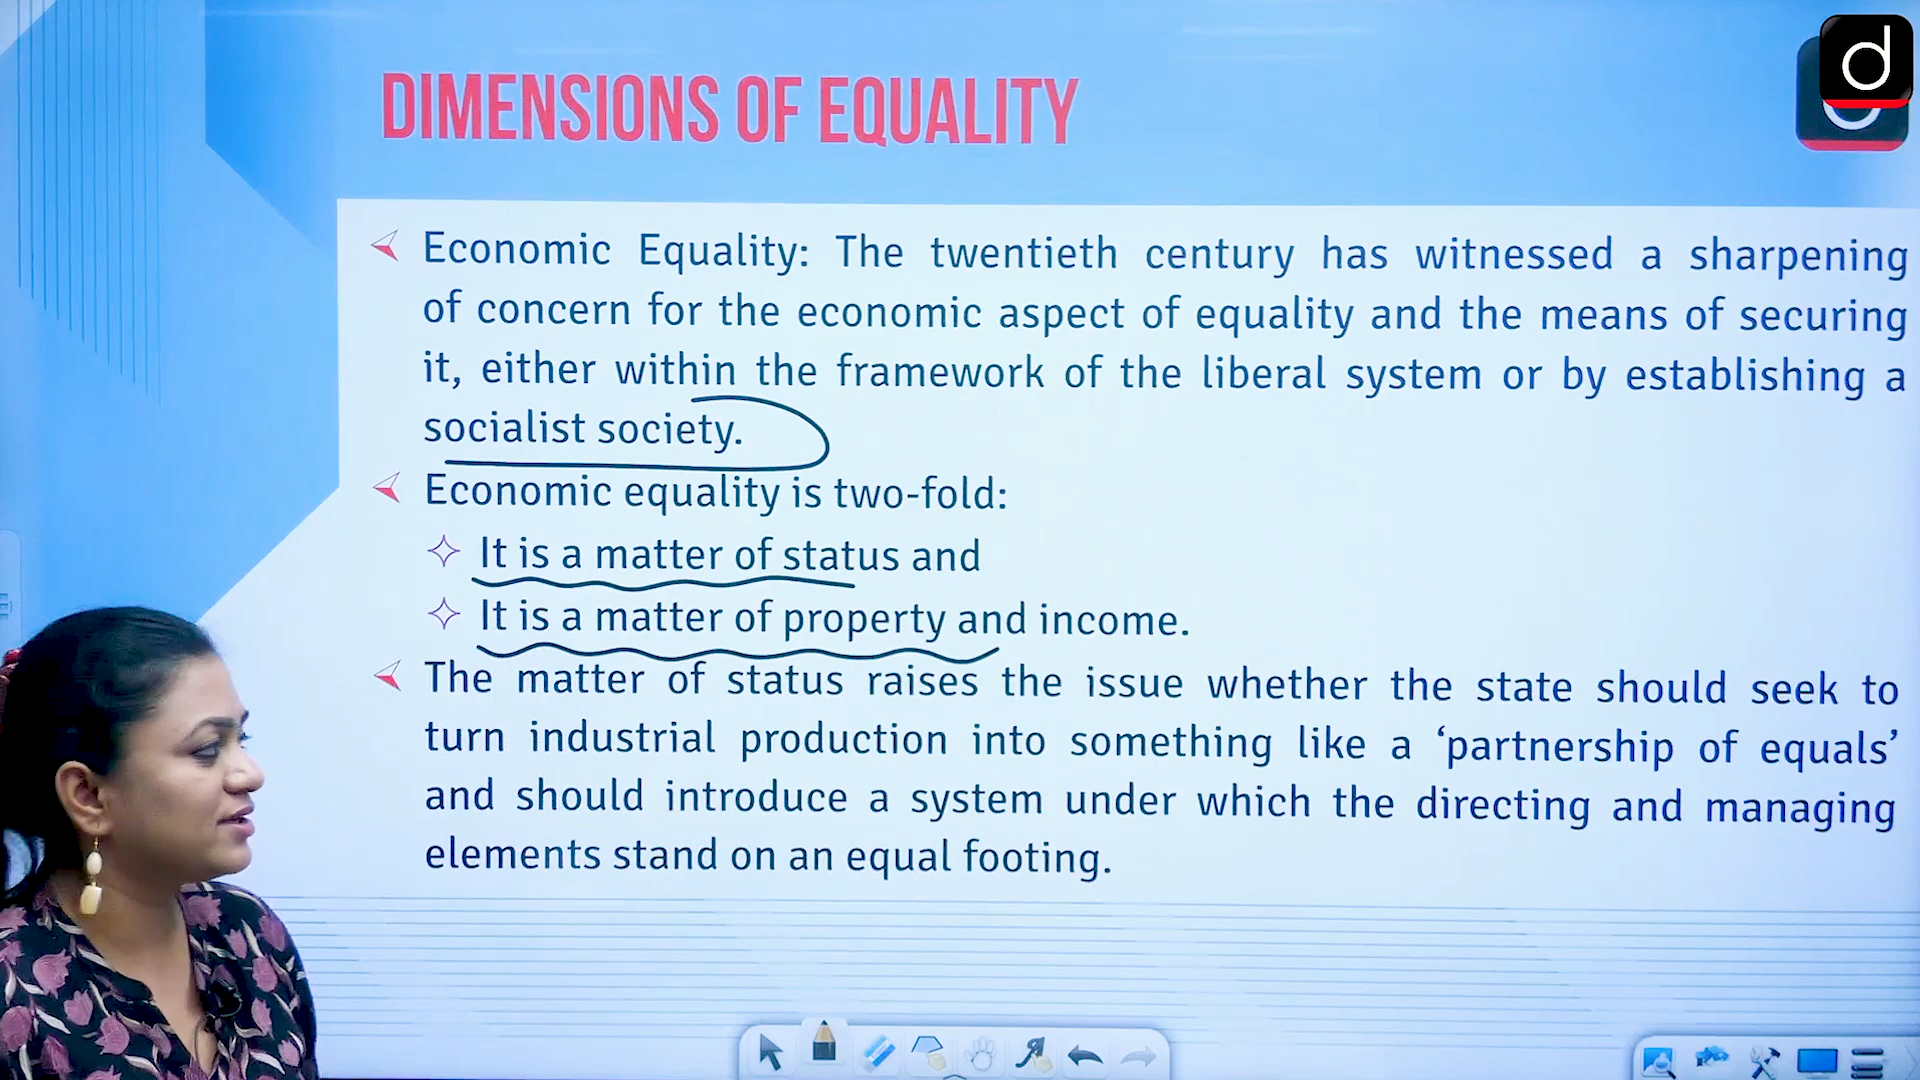 DIMENSIONS OF EQUALITY
d
Economic Equality: The twentieth century has witnessed a sharpening
of concern for the economic aspect of equality and the means of securing
it, either within the framework of the liberal system or by establishing a
socialist society.
Economic equality is two-fold:
It is a matter of status and
It is a matter of property and income.
The matter of status raises the issue whether the state should seek to
turn industrial production into something like a ‘partnership of equals’
and should introduce a system under which the directing and managing
elements stand on an equal footing.